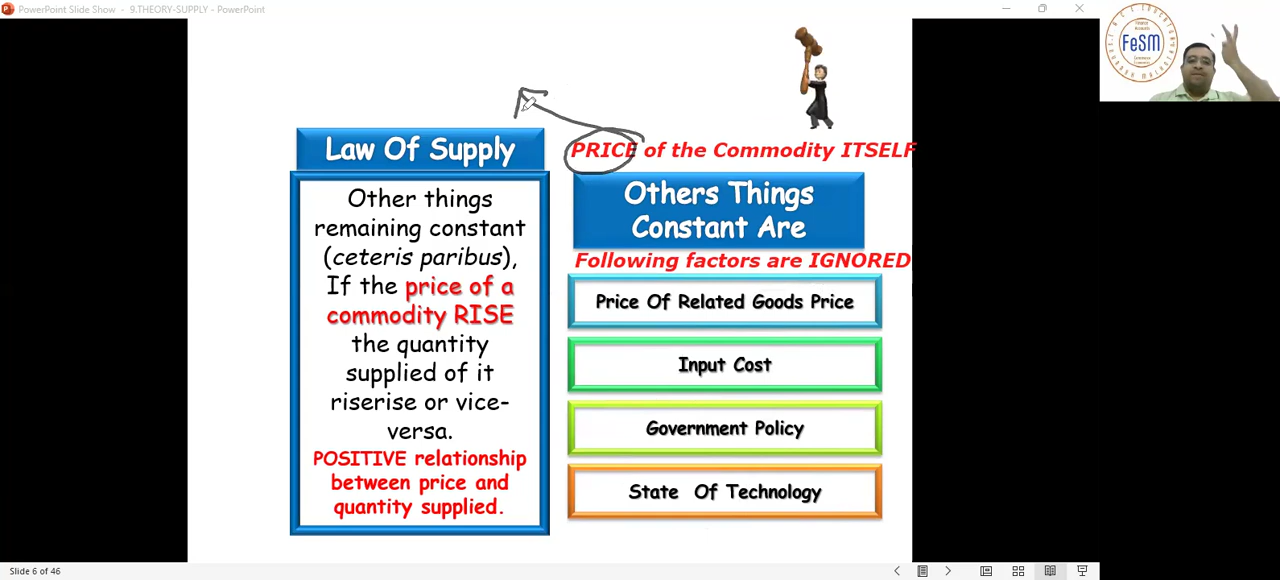 PowerPoint Slide Show - 9.THEORY-SUPPLY - PowerPoint
FeSM
PRICE of the Commodity ITSELF
Law Of Supply
Other things
remaining constant
(ceteris paribus),
If the price of a
commodity RISE
the quantity
supplied of it
riserise or vice-
versa.
POSITIVE relationship
between price and
quantity supplied.
Others Things
Constant Are
Following factors are IGNORED
Price Of Related Goods Price
Input Cost
Government Policy
State Of Technology
Slide 6 of 46